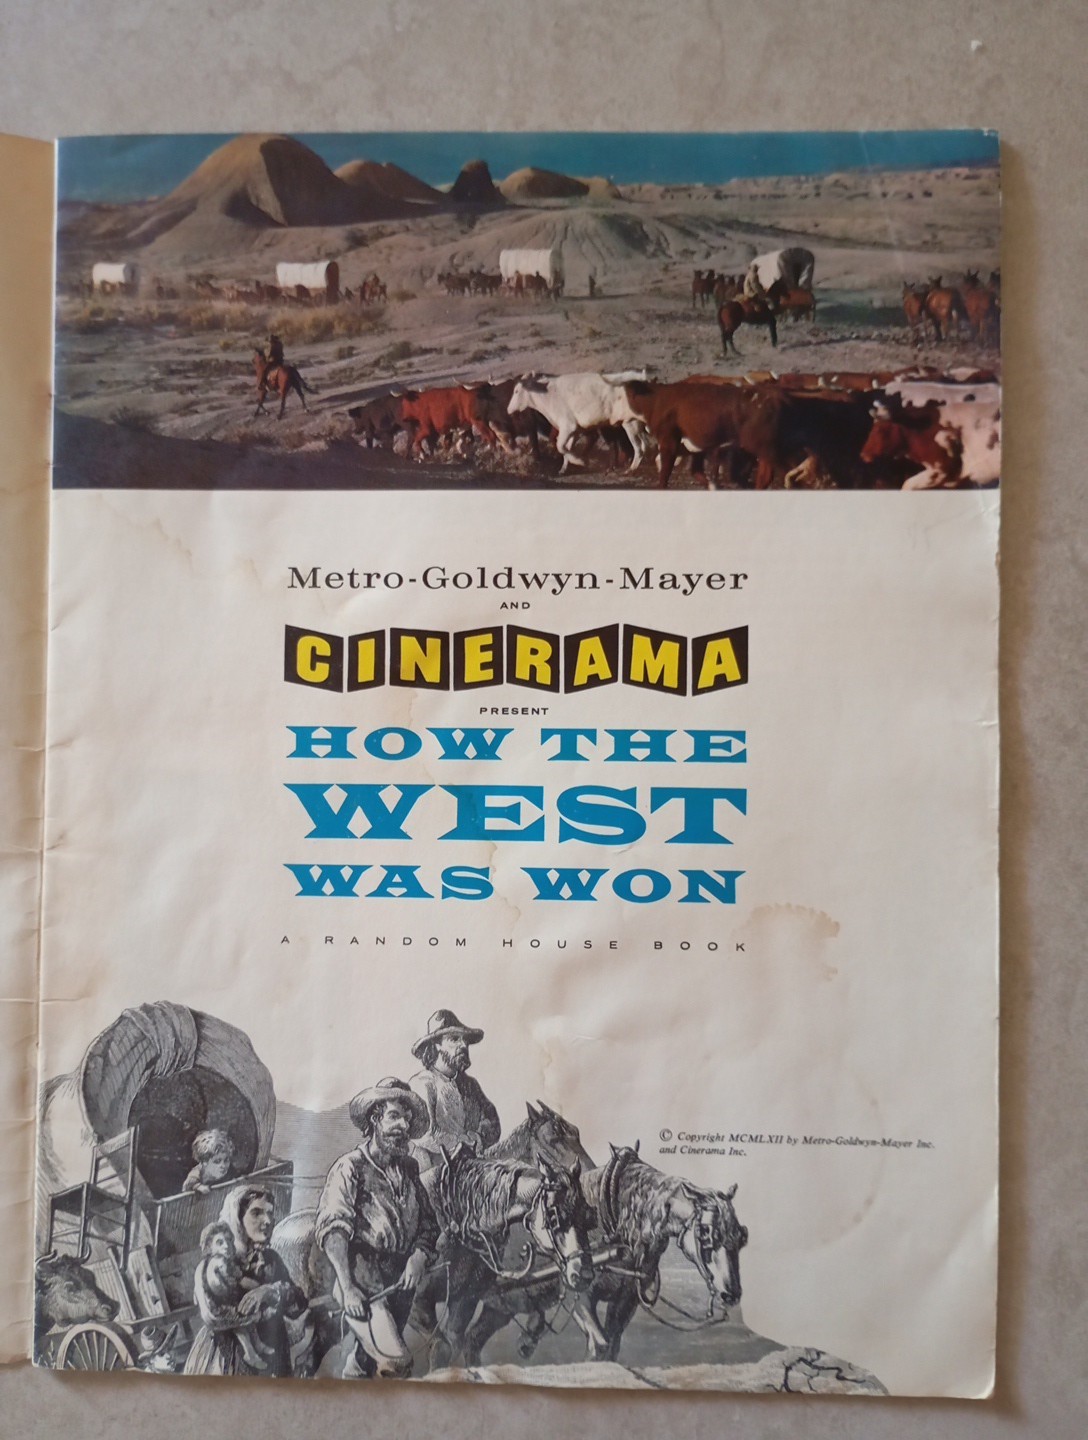 Metro-Goldwyn-Mayer
AND
CINERAMA
PRESENT
HOW THE
WEST
WAS WON
A RANDOM HOUSE BOOK
© Copyright MCMLXII by Metro-Goldwyn-Mayer Inc.
and Cinerama Inc.